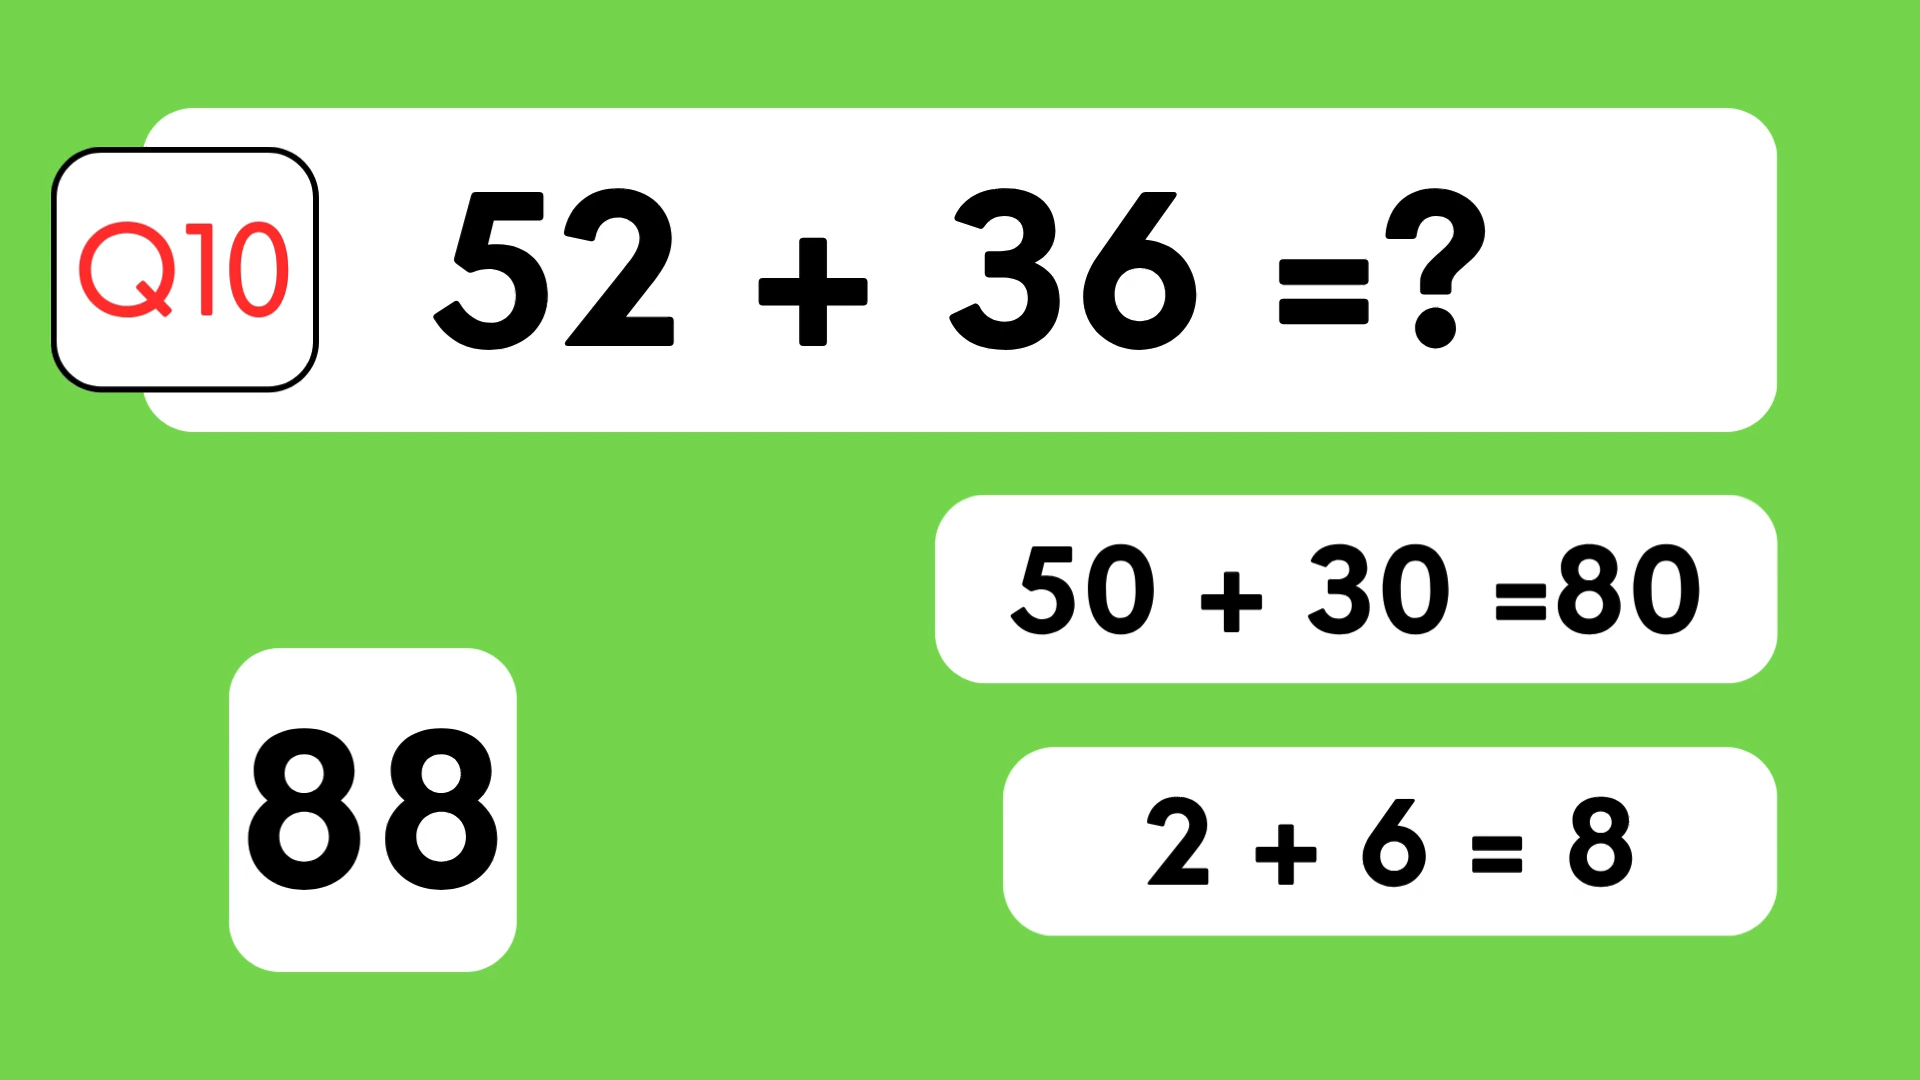 Q10
52 + 36 =?
50 + 30 =80
88
2 + 6 = 8